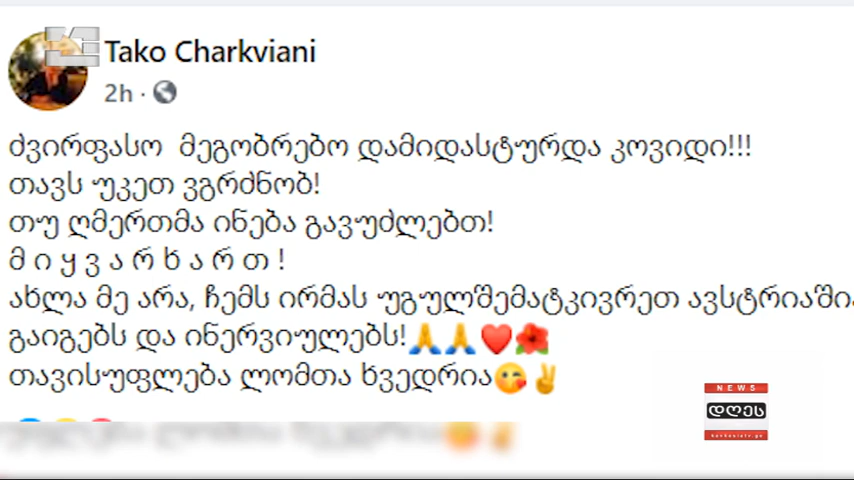 Tako Charkviani
2h ·
ძვირფასო მეგობრებო დამიდასტურდა კოვიდი!!!
თავს უკეთ ვგრძნობ!
თუ ღმერთმა ინება გავუძლებთ!
მ ი ყ ვ ა რ ხ ა რ თ !
ახლა მე არა, ჩემს ირმას უგულშემატკივრეთ ავსტრიაში
გაიგებს და ინერვიულებს!🙏🙏❤️🌺
თავისუფლება ლომთა ხვედრია😘✌️
NEWS
დღეს